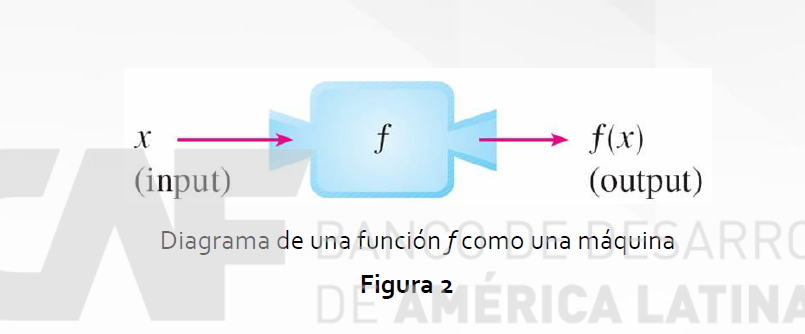 x
(input)
f
f(x)
(output)
Diagrama de una función f como una máquina
Figura 2
CAF
BANCO DE DESARRO
DE AMÉRICA LATINA